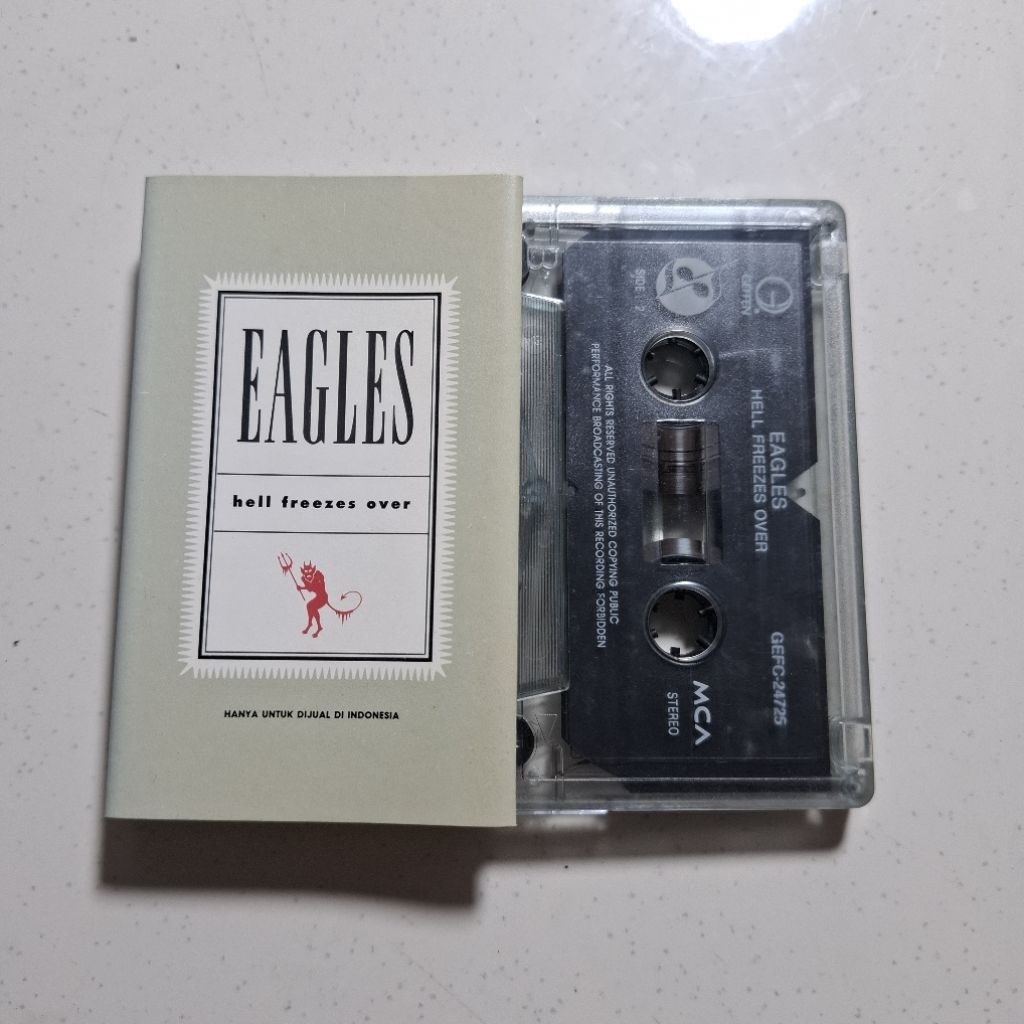 EAGLES
hell freezes over
HANYA UNTUK DIJUAL DI INDONESIA
GEFFEN
EAGLES
HELL FREEZES OVER
GEFC-24725
SIDE : 2
MCA
STEREO
ALL RIGHTS RESERVED UNAUTHORIZED COPYING PUBLIC
PERFORMANCE BROADCASTING OF THIS RECORDING FORBIDDEN